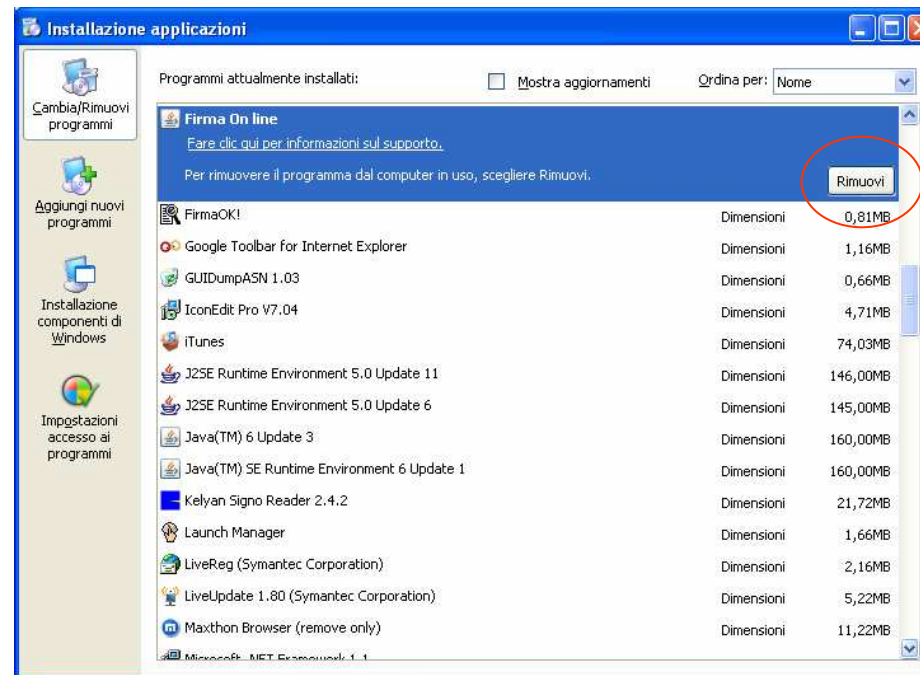 Installazione applicazioni
Cambia/Rimuovi
programmi
Aggiungi nuovi
programmi
Installazione
componenti di
Windows
Impostazioni
accesso ai
programmi
Programmi attualmente installati:
Mostra aggiornamenti
Ordina per: Nome
Firma On line
Fare clic qui per informazioni sul supporto.
Per rimuovere il programma dal computer in uso, scegliere Rimuovi.
Rimuovi
FirmaOK! Dimensioni 0,81MB
Google Toolbar for Internet Explorer Dimensioni 1,16MB
GUIDumpASN 1.03 Dimensioni 0,66MB
IconEdit Pro V7.04 Dimensioni 4,71MB
iTunes Dimensioni 74,03MB
J2SE Runtime Environment 5.0 Update 11 Dimensioni 146,00MB
J2SE Runtime Environment 5.0 Update 6 Dimensioni 145,00MB
Java(TM) 6 Update 3 Dimensioni 160,00MB
Java(TM) SE Runtime Environment 6 Update 1 Dimensioni 160,00MB
Kelyan Signo Reader 2.4.2 Dimensioni 21,72MB
Launch Manager Dimensioni 1,66MB
LiveReg (Symantec Corporation) Dimensioni 2,16MB
LiveUpdate 1.80 (Symantec Corporation) Dimensioni 5,22MB
Maxthon Browser (remove only) Dimensioni 11,22MB
Microsoft .NET Framework 1.1